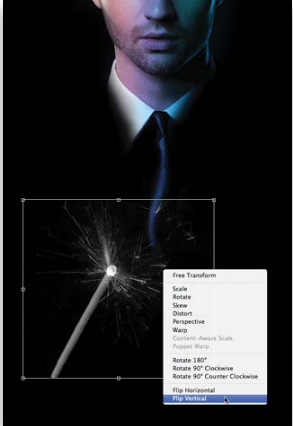 Free Transform
Scale
Rotate
Skew
Distort
Perspective
Warp
Content-Aware Scale
Puppet Warp
Rotate 180°
Rotate 90° Clockwise
Rotate 90° Counter Clockwise
Flip Horizontal
Flip Vertical